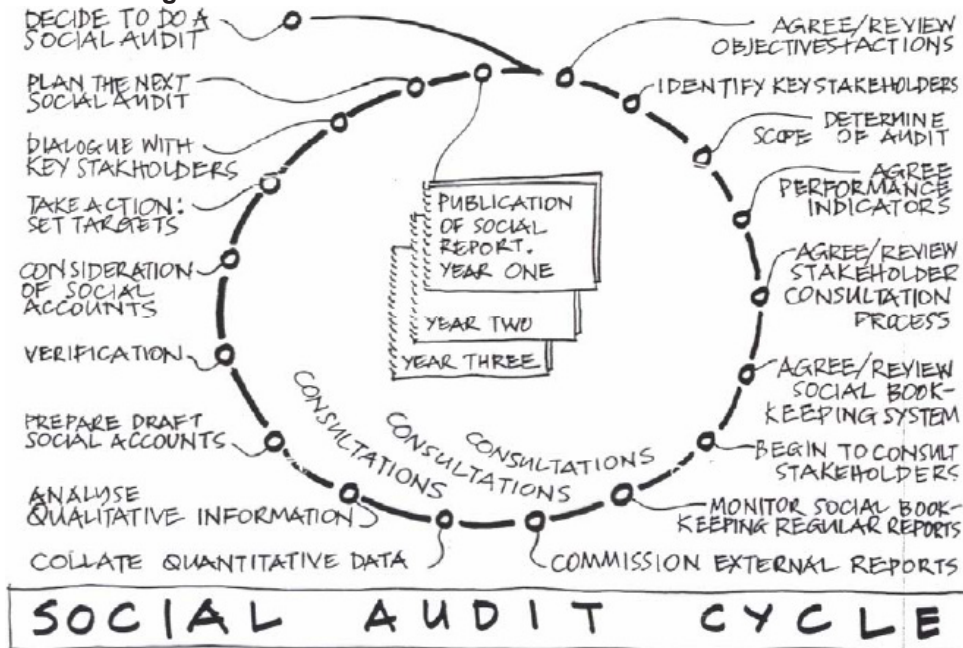 DECIDE TO DO A
SOCIAL AUDIT
AGREE/REVIEW
OBJECTIVES+ACTIONS
IDENTIFY KEY STAKEHOLDERS
DETERMINE
SCOPE OF AUDIT
AGREE
PERFORMANCE
INDICATORS
AGREE/REVIEW
STAKEHOLDER
CONSULTATION
PROCESS
AGREE/REVIEW
SOCIAL BOOK-
KEEPING SYSTEM
BEGIN TO CONSULT
STAKEHOLDERS
MONITOR SOCIAL BOOK-
KEEPING REGULAR REPORTS
COMMISSION EXTERNAL REPORTS
COLLATE QUANTITATIVE DATA
ANALYSE
QUALITATIVE INFORMATION
PREPARE DRAFT
SOCIAL ACCOUNTS
VERIFICATION
CONSIDERATION
OF SOCIAL
ACCOUNTS
TAKE ACTION:
SET TARGETS
DIALOGUE WITH
KEY STAKHOLDERS
PLAN THE NEXT
SOCIAL AUDIT
PUBLICATION
OF SOCIAL
REPORT.
YEAR ONE
YEAR TWO
YEAR THREE
CONSULTATIONS
CONSULTATIONS
CONSULTATIONS
SOCIAL AUDIT CYCLE